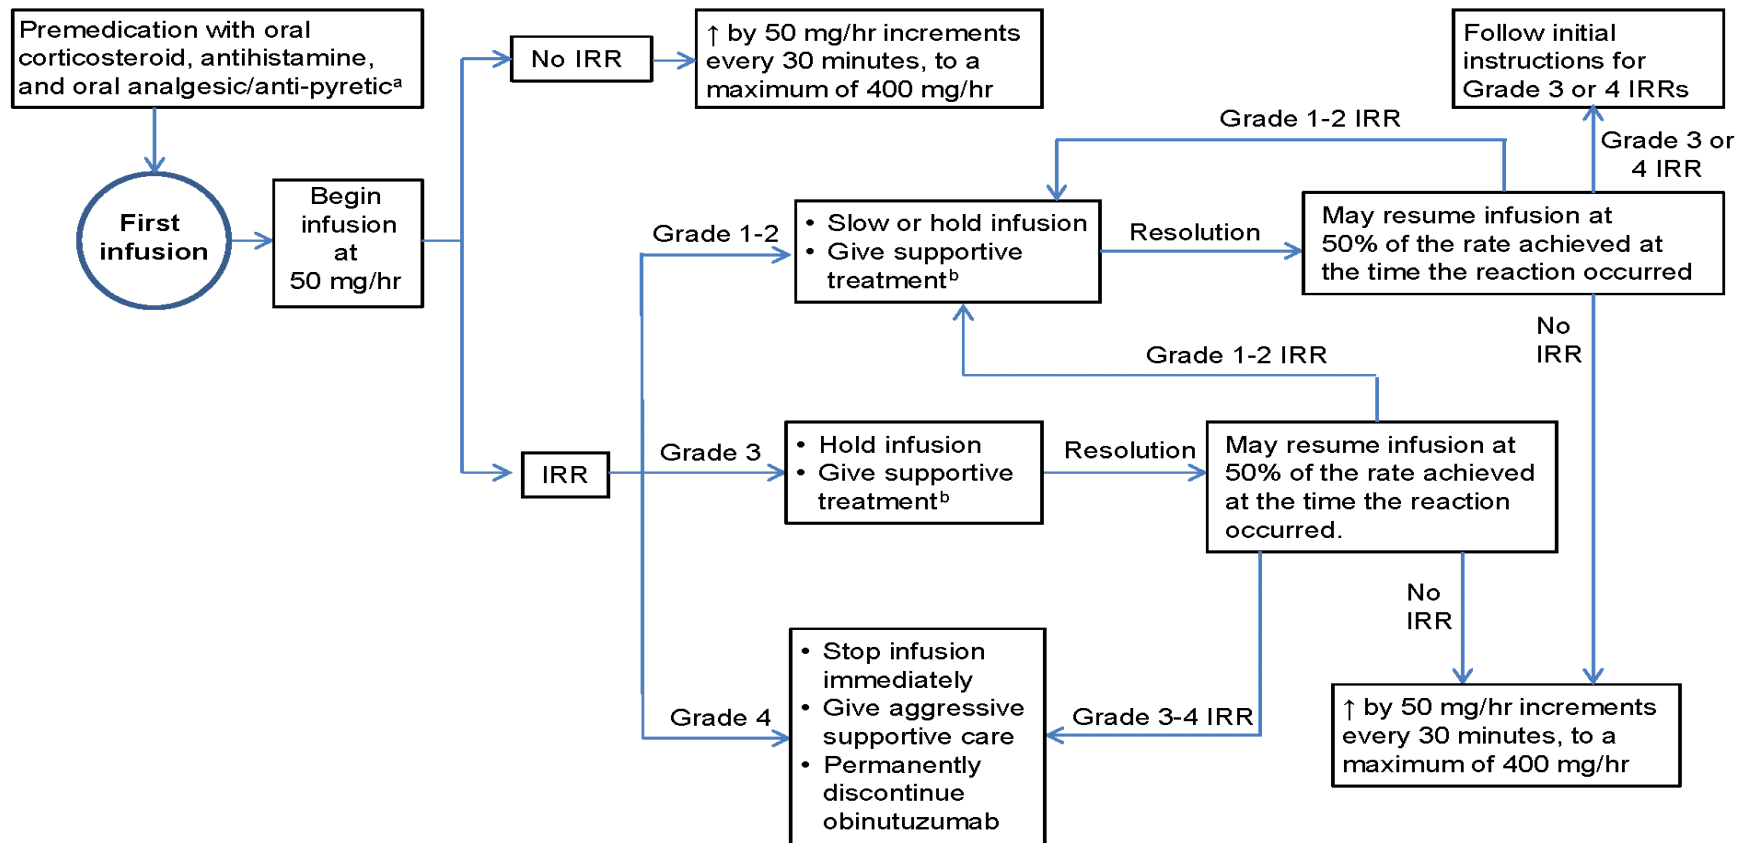 Premedication with oral
corticosteroid, antihistamine,
and oral analgesic/anti-pyreticᵃ
No IRR
↑ by 50 mg/hr increments
every 30 minutes, to a
maximum of 400 mg/hr
Follow initial
instructions for
Grade 3 or 4 IRRs
Grade 1-2 IRR
Grade 3 or
4 IRR
First
infusion
Begin
infusion
at
50 mg/hr
Grade 1-2
• Slow or hold infusion
• Give supportive
treatmentᵇ
Resolution
May resume infusion at
50% of the rate achieved at
the time the reaction occurred
No
IRR
Grade 1-2 IRR
IRR
Grade 3
• Hold infusion
• Give supportive
treatmentᵇ
Resolution
May resume infusion at
50% of the rate achieved
at the time the reaction
occurred.
No
IRR
Grade 4
• Stop infusion
immediately
• Give aggressive
supportive care
• Permanently
discontinue
obinutuzumab
Grade 3-4 IRR
↑ by 50 mg/hr increments
every 30 minutes, to a
maximum of 400 mg/hr